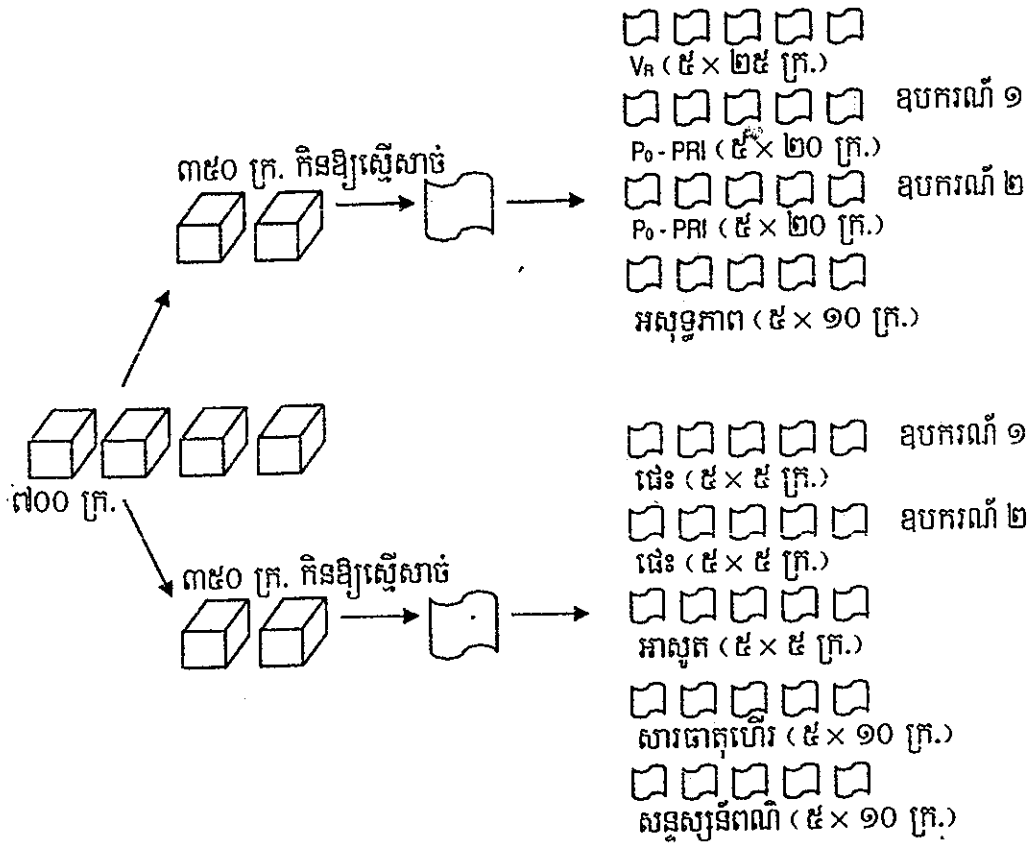 V_R (៥ × ២៥ ក្រ.)
ឧបករណ៍ ១
P₀ - PRI (៥ × ២០ ក្រ.)
៣៥០ ក្រ. កិនឱ្យស្មើសាច់
ឧបករណ៍ ២
P₀ - PRI (៥ × ២០ ក្រ.)
អសុទ្ធភាព (៥ × ១០ ក្រ.)
៧០០ ក្រ.
ឧបករណ៍ ១
ផេះ (៥ × ៥ ក្រ.)
ឧបករណ៍ ២
ផេះ (៥ × ៥ ក្រ.)
៣៥០ ក្រ. កិនឱ្យស្មើសាច់
អាសូត (៥ × ៥ ក្រ.)
សារធាតុហើរ (៥ × ១០ ក្រ.)
សន្ទស្សន៍ពណ៌ (៥ × ១០ ក្រ.)